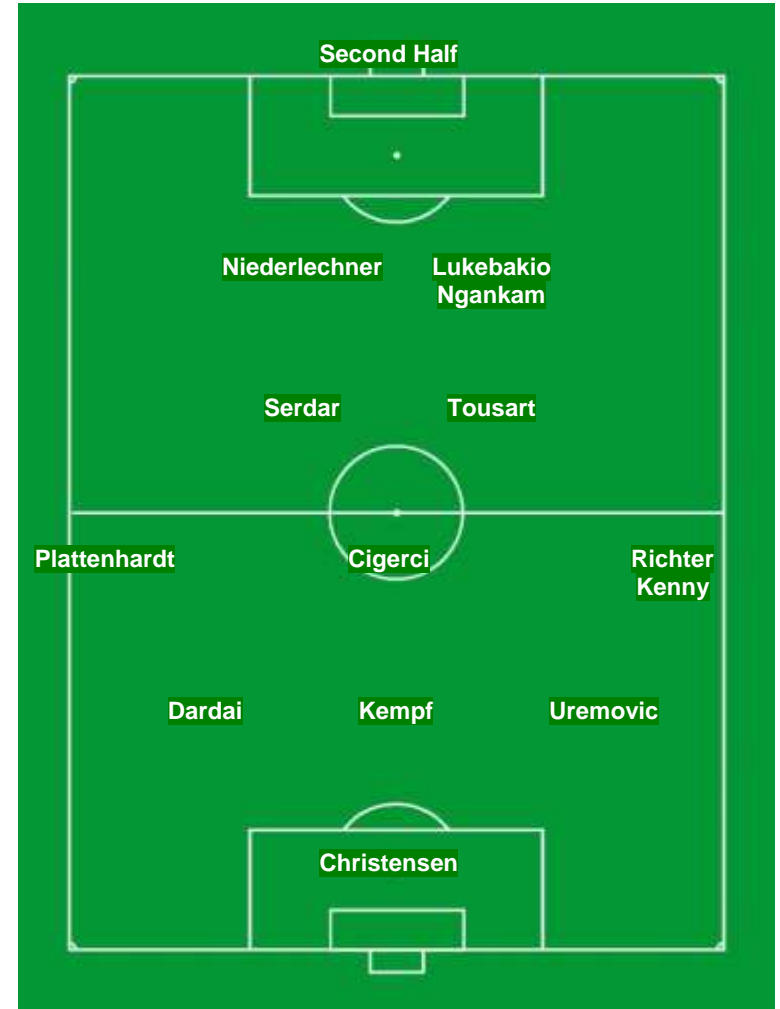 Second Half
Niederlechner
Lukebakio
Ngankam
Serdar
Tousart
Plattenhardt
Cigerci
Richter
Kenny
Dardai
Kempf
Uremovic
Christensen